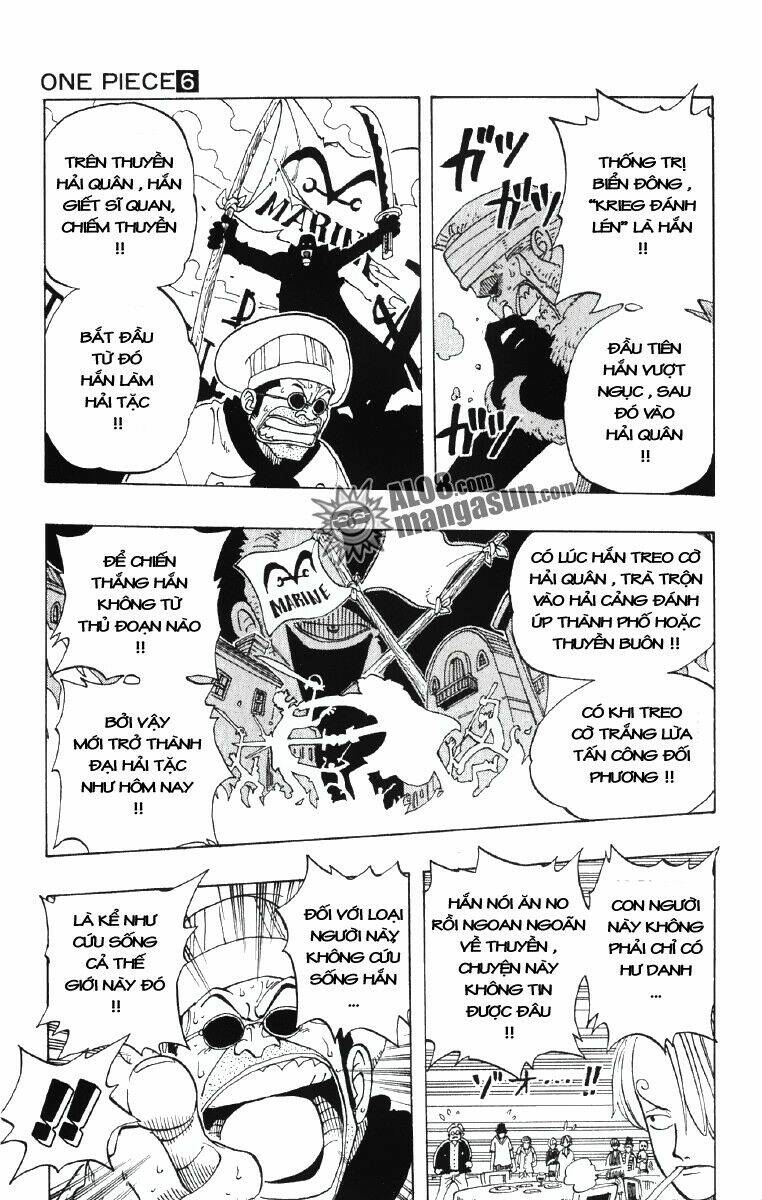 ONE PIECE 6
THỐNG TRỊ
BIỂN ĐÔNG ,
“KRIEG ĐÁNH
LÉN” LÀ HẮN
!!
ĐẦU TIÊN
HẮN VƯỢT
NGỤC , SAU
ĐÓ VÀO
HẢI QUÂN
!!
ガガッ
ガガッ
TRÊN THUYỀN
HẢI QUÂN , HẮN
GIẾT SĨ QUAN,
CHIẾM THUYỀN
!!
BẮT ĐẦU
TỪ ĐÓ
HẮN LÀM
HẢI TẶC
!!
MARINE
ALO8.com
mangasun.com
CÓ LÚC HẮN TREO CỜ
HẢI QUÂN , TRÀ TRỘN
VÀO HẢI CẢNG ĐÁNH
ÚP THÀNH PHỐ HOẶC
THUYỀN BUÔN !!
CÓ KHI TREO
CỜ TRẮNG LỪA
TẤN CÔNG ĐỐI
PHƯƠNG !!
MARINE
ĐỂ CHIẾN
THẮNG HẮN
KHÔNG TỪ
THỦ ĐOẠN NÀO
!!
BỞI VẬY
MỚI TRỞ THÀNH
ĐẠI HẢI TẶC
NHƯ HÔM NAY
!!
CON NGƯỜI
NÀY KHÔNG
PHẢI CHỈ CÓ
HƯ DANH
...
HẮN NÓI ĂN NO
RỒI NGOAN NGOÃN
VỀ THUYỀN ,
CHUYỆN NÀY
KHÔNG TIN
ĐƯỢC ĐÂU
!!
ゾオ····!!
ĐỐI VỚI LOẠI
NGƯỜI NÀY,
KHÔNG CỨU
SỐNG HẮN
...
LÀ KỂ NHƯ
CỨU SỐNG
CẢ THẾ
GIỚI NÀY ĐÓ
!!
!!